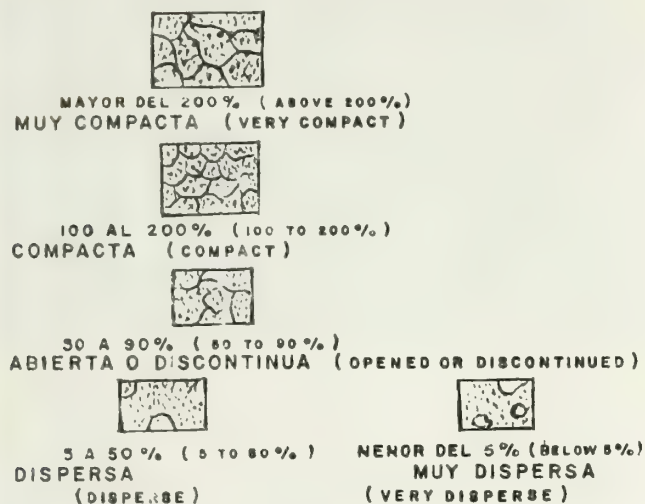 MAYOR DEL 200% (ABOVE 200%)
MUY COMPACTA (VERY COMPACT)
100 AL 200% (100 TO 200%)
COMPACTA (COMPACT)
50 A 90% (50 TO 90%)
ABIERTA O DISCONTINUA (OPENED OR DISCONTINUED)
5 A 50% (5 TO 50%) NENOR DEL 5% (BELOW 5%)
DISPERSA MUY DISPERSA
(DISPERSE) (VERY DISPERSE)